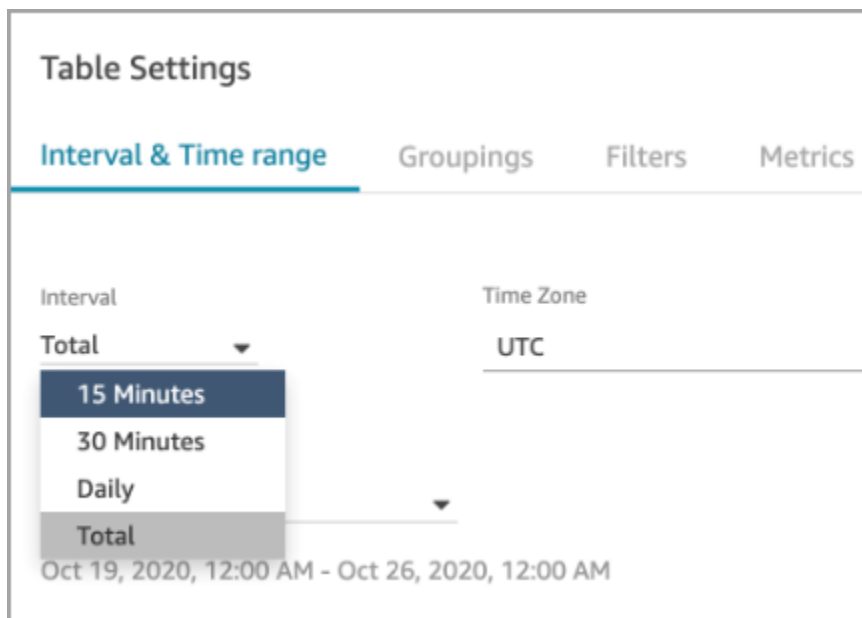 Table Settings
Interval & Time range Groupings Filters Metrics
Interval Time Zone
Total UTC
15 Minutes
30 Minutes
Daily
Total
Oct 19, 2020, 12:00 AM - Oct 26, 2020, 12:00 AM